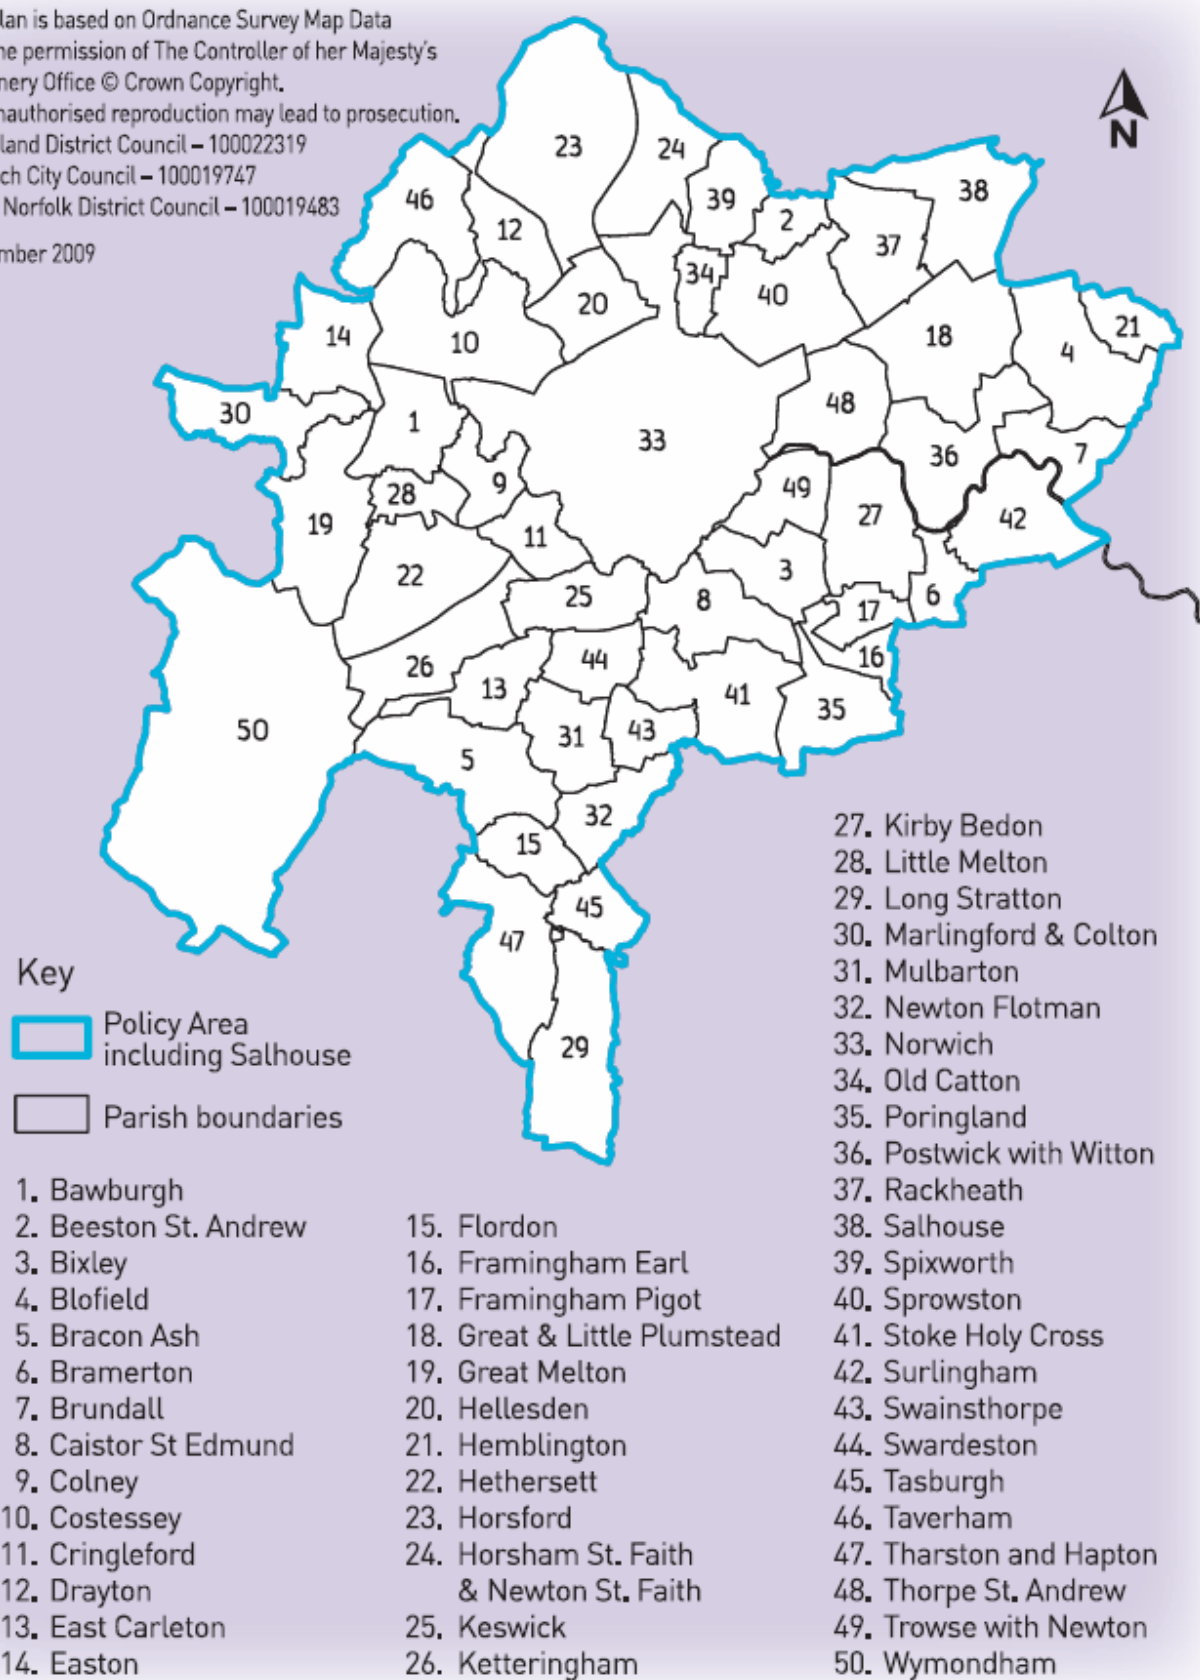 lan is based on Ordnance Survey Map Data
ne permission of The Controller of her Majesty's
nery Office © Crown Copyright.
nauthorised reproduction may lead to prosecution.
land District Council – 100022319
ch City Council – 100019747
Norfolk District Council – 100019483
mber 2009
N
23
24
38
46
39
2
12
37
34
40
20
14
10
18
21
4
30
48
1
33
36
7
9
49
28
27
42
19
11
22
3
25
8
6
17
44
16
26
13
41
35
50
31
43
5
32
15
45
47
29
Key
Policy Area
including Salhouse
Parish boundaries
1. Bawburgh
2. Beeston St. Andrew
3. Bixley
4. Blofield
5. Bracon Ash
6. Bramerton
7. Brundall
8. Caistor St Edmund
9. Colney
10. Costessey
11. Cringleford
12. Drayton
13. East Carleton
14. Easton
15. Flordon
16. Framingham Earl
17. Framingham Pigot
18. Great & Little Plumstead
19. Great Melton
20. Hellesden
21. Hemblington
22. Hethersett
23. Horsford
24. Horsham St. Faith
& Newton St. Faith
25. Keswick
26. Ketteringham
27. Kirby Bedon
28. Little Melton
29. Long Stratton
30. Marlingford & Colton
31. Mulbarton
32. Newton Flotman
33. Norwich
34. Old Catton
35. Poringland
36. Postwick with Witton
37. Rackheath
38. Salhouse
39. Spixworth
40. Sprowston
41. Stoke Holy Cross
42. Surlingham
43. Swainsthorpe
44. Swardeston
45. Tasburgh
46. Taverham
47. Tharston and Hapton
48. Thorpe St. Andrew
49. Trowse with Newton
50. Wymondham